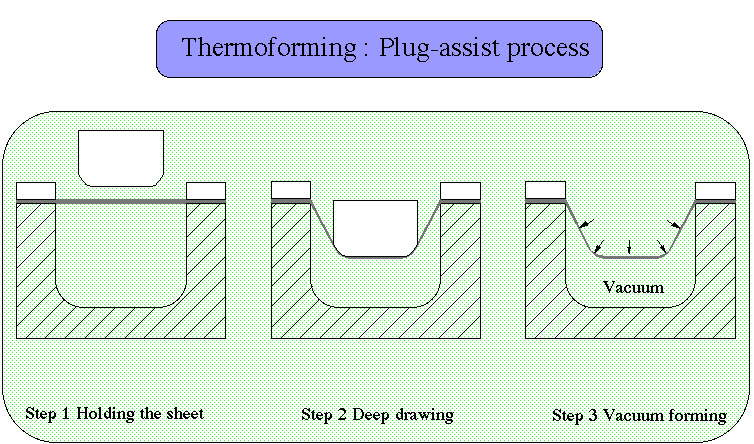 Thermoforming : Plug-assist process
Vacuum
Step 1 Holding the sheet
Step 2 Deep drawing
Step 3 Vacuum forming